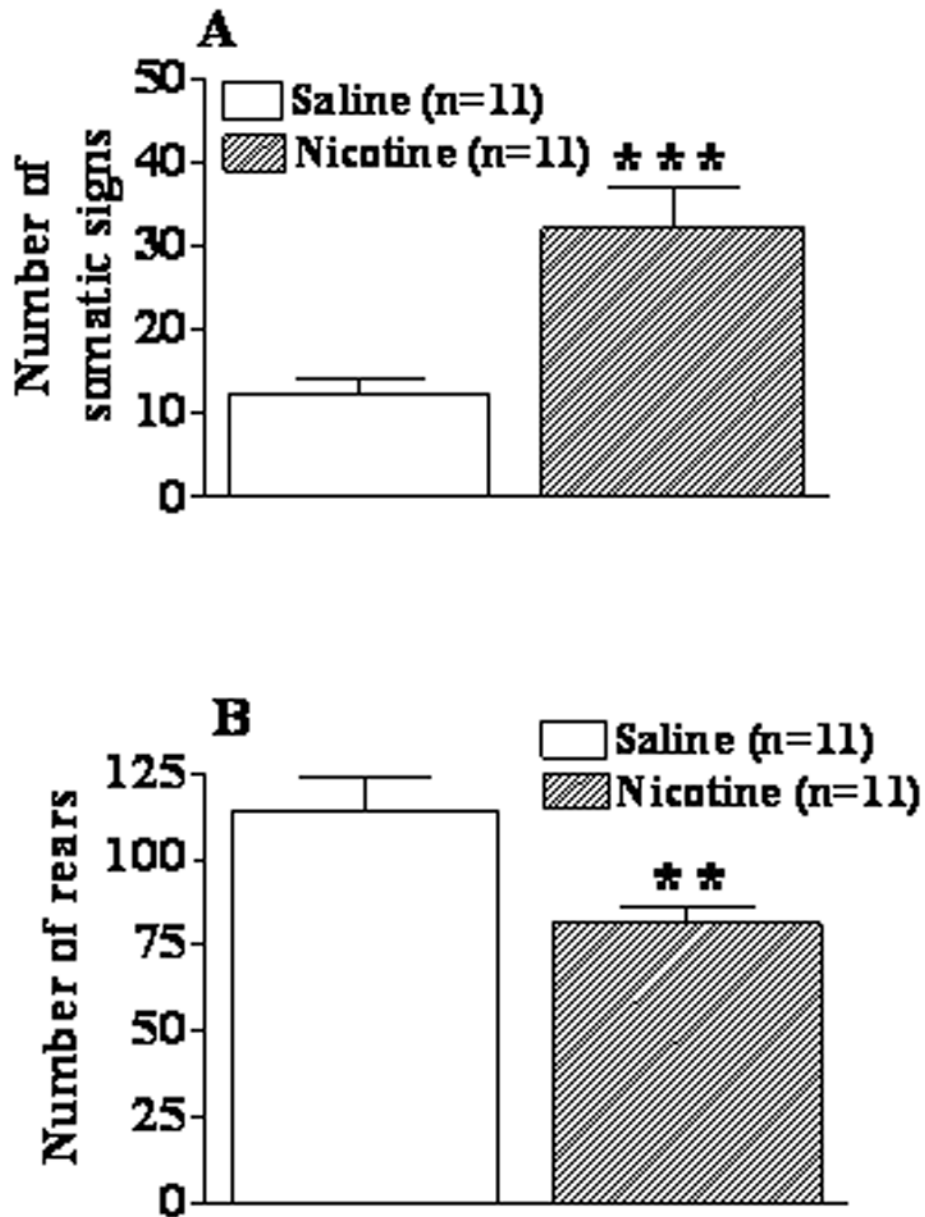 A
50
Saline (n=11)
40
Nicotine (n=11)
***
30
20
10
0
Number of
somatic signs
B
Saline (n=11)
Nicotine (n=11)
125
100
**
75
50
25
0
Number of rears